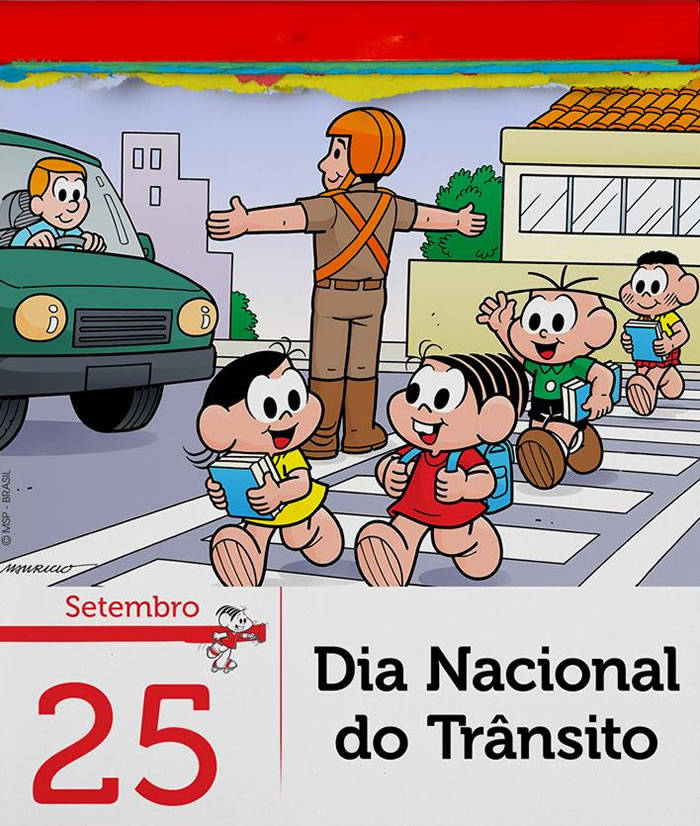 © MSP - BRASIL
MAURICIO
Setembro
25
Dia Nacional
do Trânsito